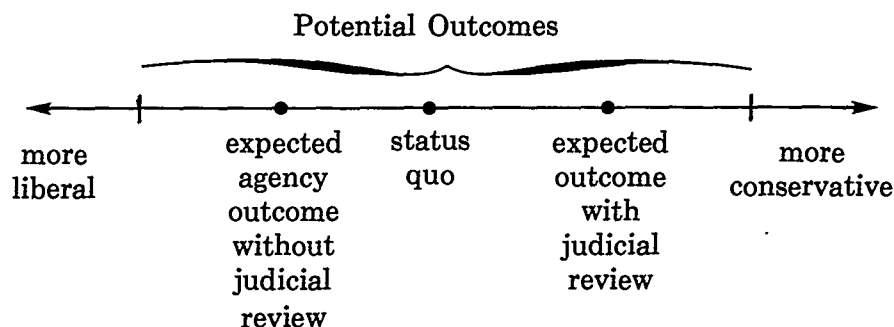 Potential Outcomes
more
liberal
expected
agency
outcome
without
judicial
review
status
quo
expected
outcome
with
judicial
review
more
conservative